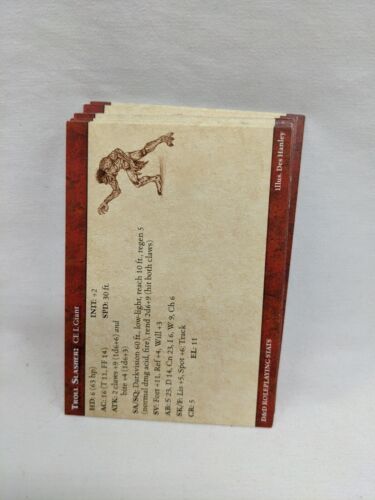 TROLL SLASHER: CE L Giant
HD: 6 (63 hp) INIT: +2
AC: 16 (T 11, FF 14) SPD: 30 ft.
ATK: 2 claws +9 (1d6+6) and
bite +4 (1d6+3)
SA/SQ: Darkvision 60 ft., low-light, reach 10 ft, regen 5
(normal dmg acid, fire), rend 2d6+9 (hit both claws)
SV: Fort +11, Ref +4, Will +3
AB: S 23, D 14, Cn 23, I 6, W 9, Ch 6
SK/F: Lis +5, Spot +6; Track
CR: 5 EL: 11
D&D ROLEPLAYING STATS
Illus. Des Hanley